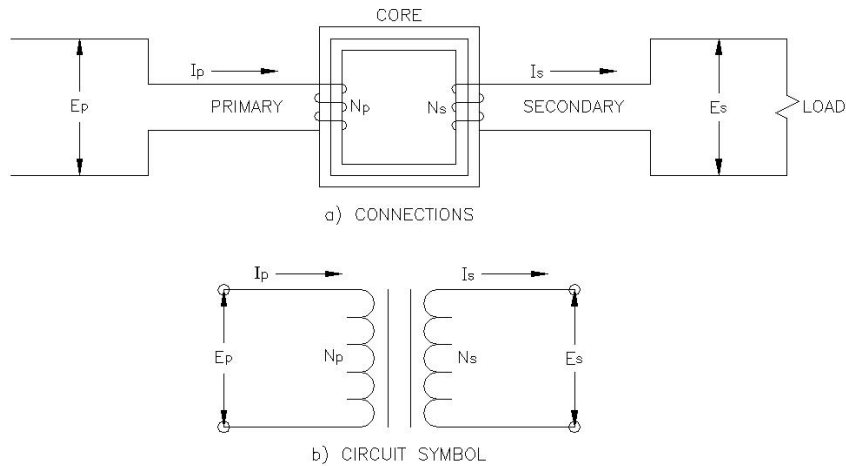 CORE
Ip
Is
Ep
PRIMARY
Np
Ns
SECONDARY
Es
LOAD
a) CONNECTIONS
Ip
Is
Ep
Np
Ns
Es
b) CIRCUIT SYMBOL